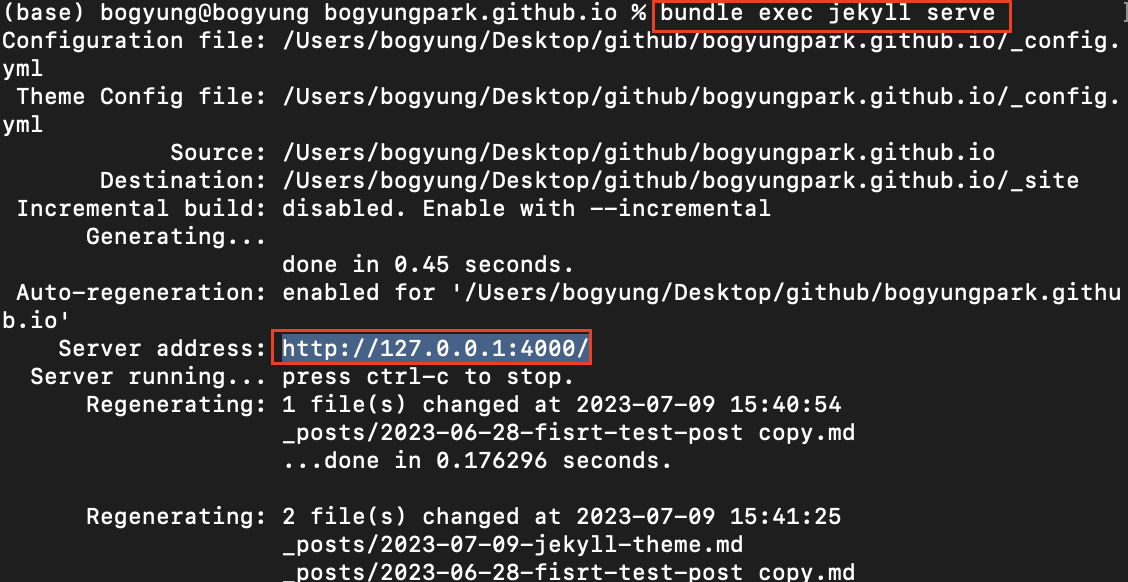 (base) bogyung@bogyung bogyungpark.github.io % bundle exec jekyll serve
Configuration file: /Users/bogyung/Desktop/github/bogyungpark.github.io/_config.
yml
Theme Config file: /Users/bogyung/Desktop/github/bogyungpark.github.io/_config.
yml
Source: /Users/bogyung/Desktop/github/bogyungpark.github.io
Destination: /Users/bogyung/Desktop/github/bogyungpark.github.io/_site
Incremental build: disabled. Enable with --incremental
Generating...
done in 0.45 seconds.
Auto-regeneration: enabled for '/Users/bogyung/Desktop/github/bogyungpark.githu
b.io'
Server address: http://127.0.0.1:4000/
Server running... press ctrl-c to stop.
Regenerating: 1 file(s) changed at 2023-07-09 15:40:54
_posts/2023-06-28-fisrt-test-post copy.md
...done in 0.176296 seconds.
Regenerating: 2 file(s) changed at 2023-07-09 15:41:25
_posts/2023-07-09-jekyll-theme.md
_posts/2023-06-28-fisrt-test-post copy.md